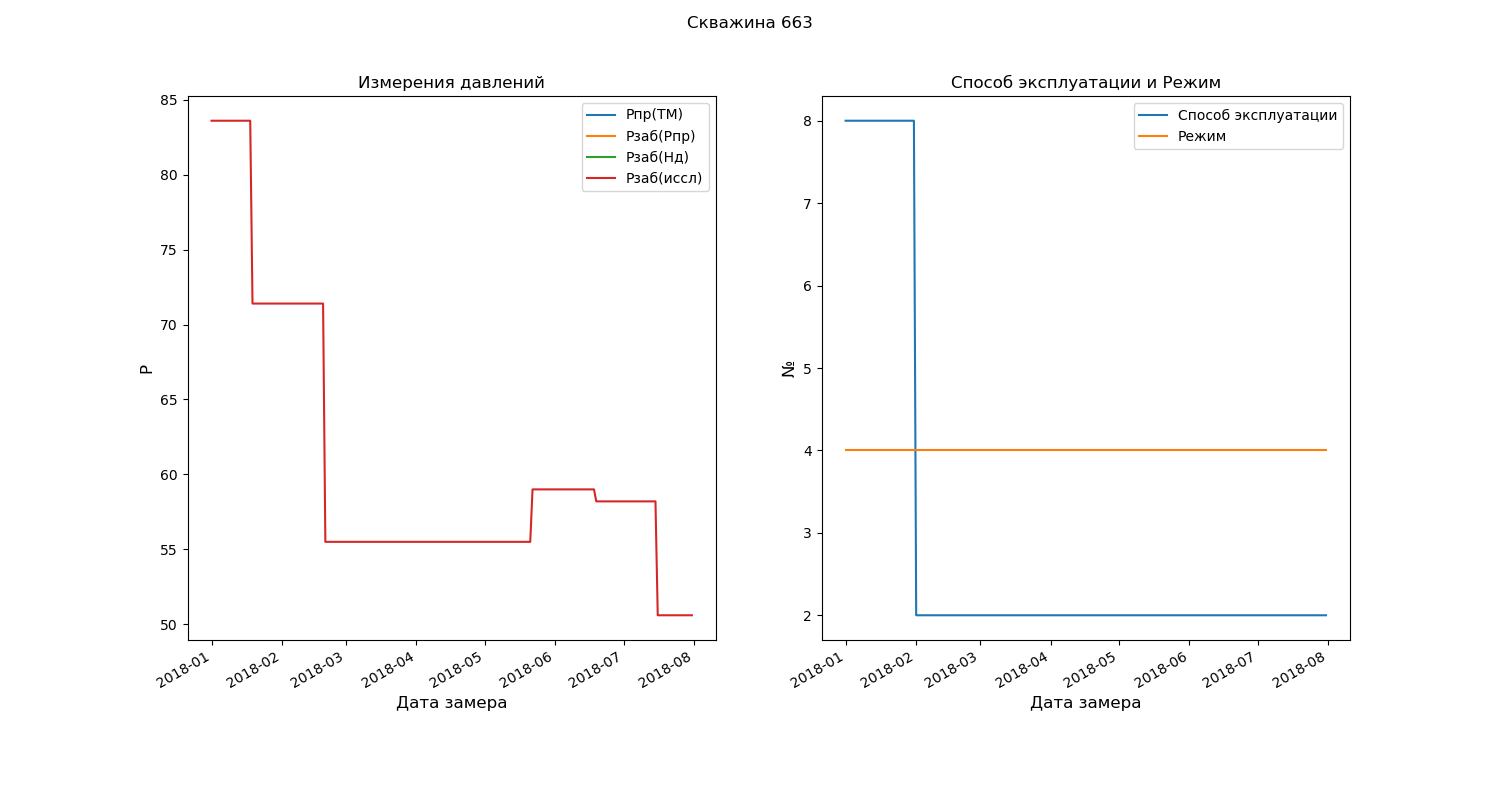 Скважина 663
Измерения давлений
Рпр(ТМ)
Рзаб(Рпр)
Рзаб(Нд)
Рзаб(иссл)
85
80
75
70
65
60
55
50
Р
2018-01
2018-02
2018-03
2018-04
2018-05
2018-06
2018-07
2018-08
Дата замера
Способ эксплуатации и Режим
Способ эксплуатации
Режим
8
7
6
5
4
3
2
№
2018-01
2018-02
2018-03
2018-04
2018-05
2018-06
2018-07
2018-08
Дата замера